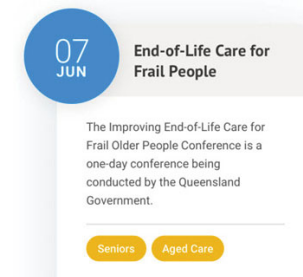 07
JUN
End-of-Life Care for
Frail People
The Improving End-of-Life Care for
Frail Older People Conference is a
one-day conference being
conducted by the Queensland
Government.
Seniors
Aged Care